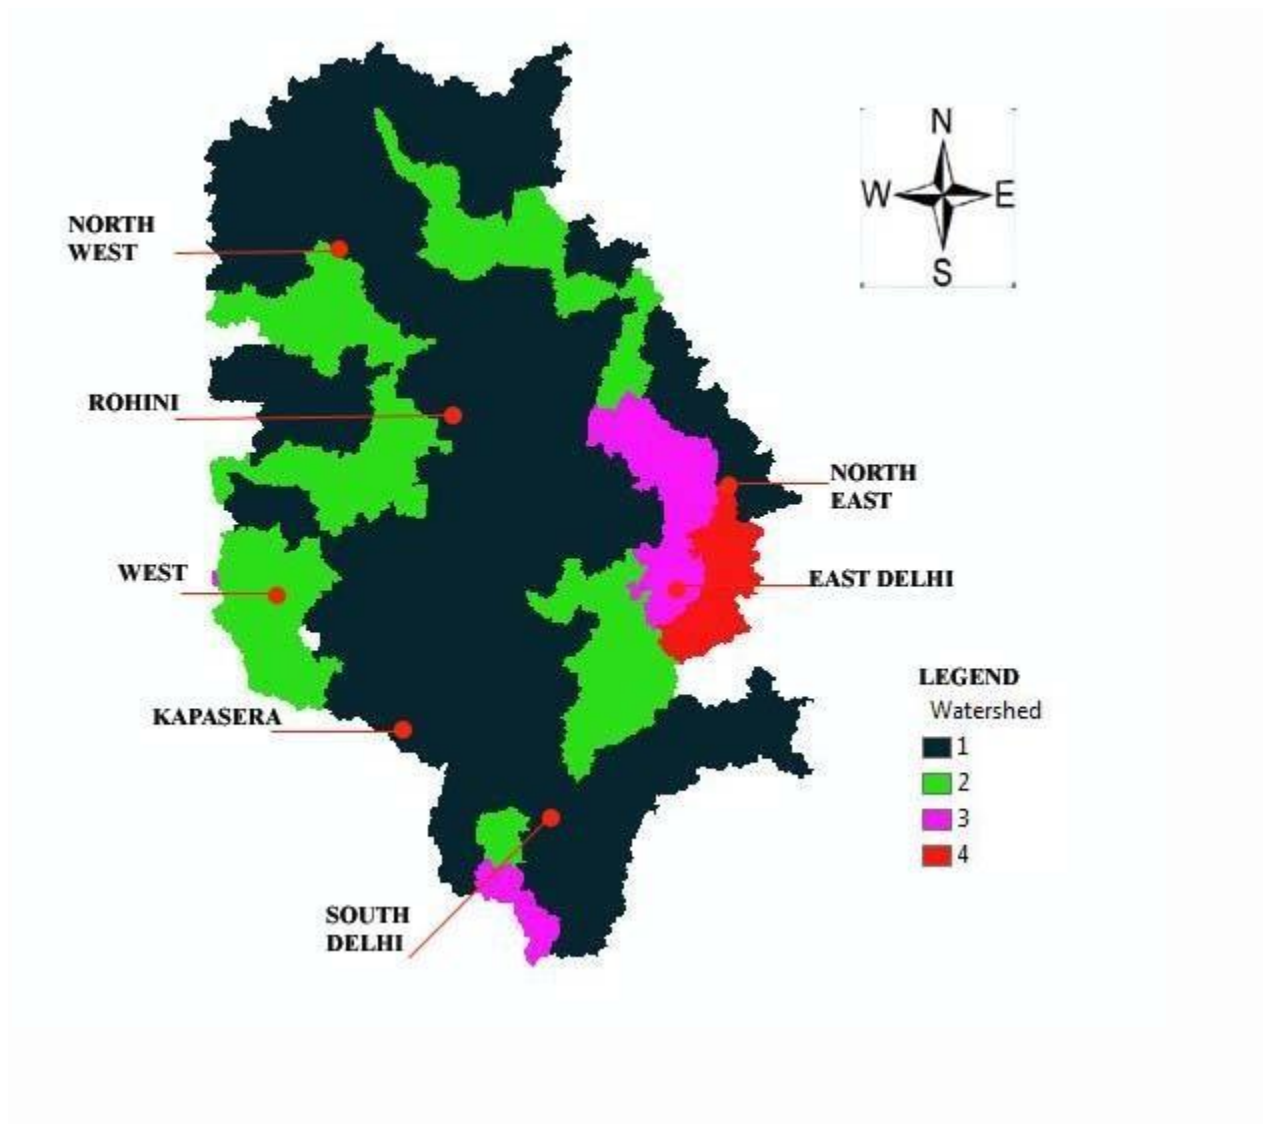 N
W E
S
NORTH
WEST
ROHINI
NORTH
EAST
WEST
EAST DELHI
KAPASERA
SOUTH
DELHI
LEGEND
Watershed
1
2
3
4